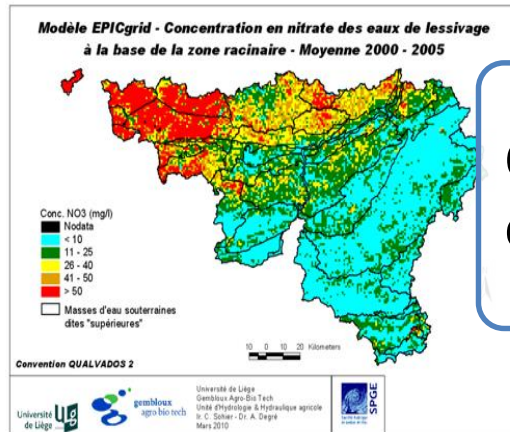 Modèle EPICgrid - Concentration en nitrate des eaux de lessivage
à la base de la zone racinaire - Moyenne 2000 - 2005
Conc. NO3 (mg/l)
Nodata
< 10
11 - 25
26 - 40
41 - 50
> 50
Masses d'eau souterraines
dites "supérieures"
10 0 10 20 Kilometers
Convention QUALVADOS 2
Université
de Liège
gembloux
agro bio tech
Université de Liège
Gembloux Agro-Bio Tech
Unité d'Hydrologie & Hydraulique agricole
Ir. C. Sohier - Dr. A. Degré
Mars 2010
SPGE